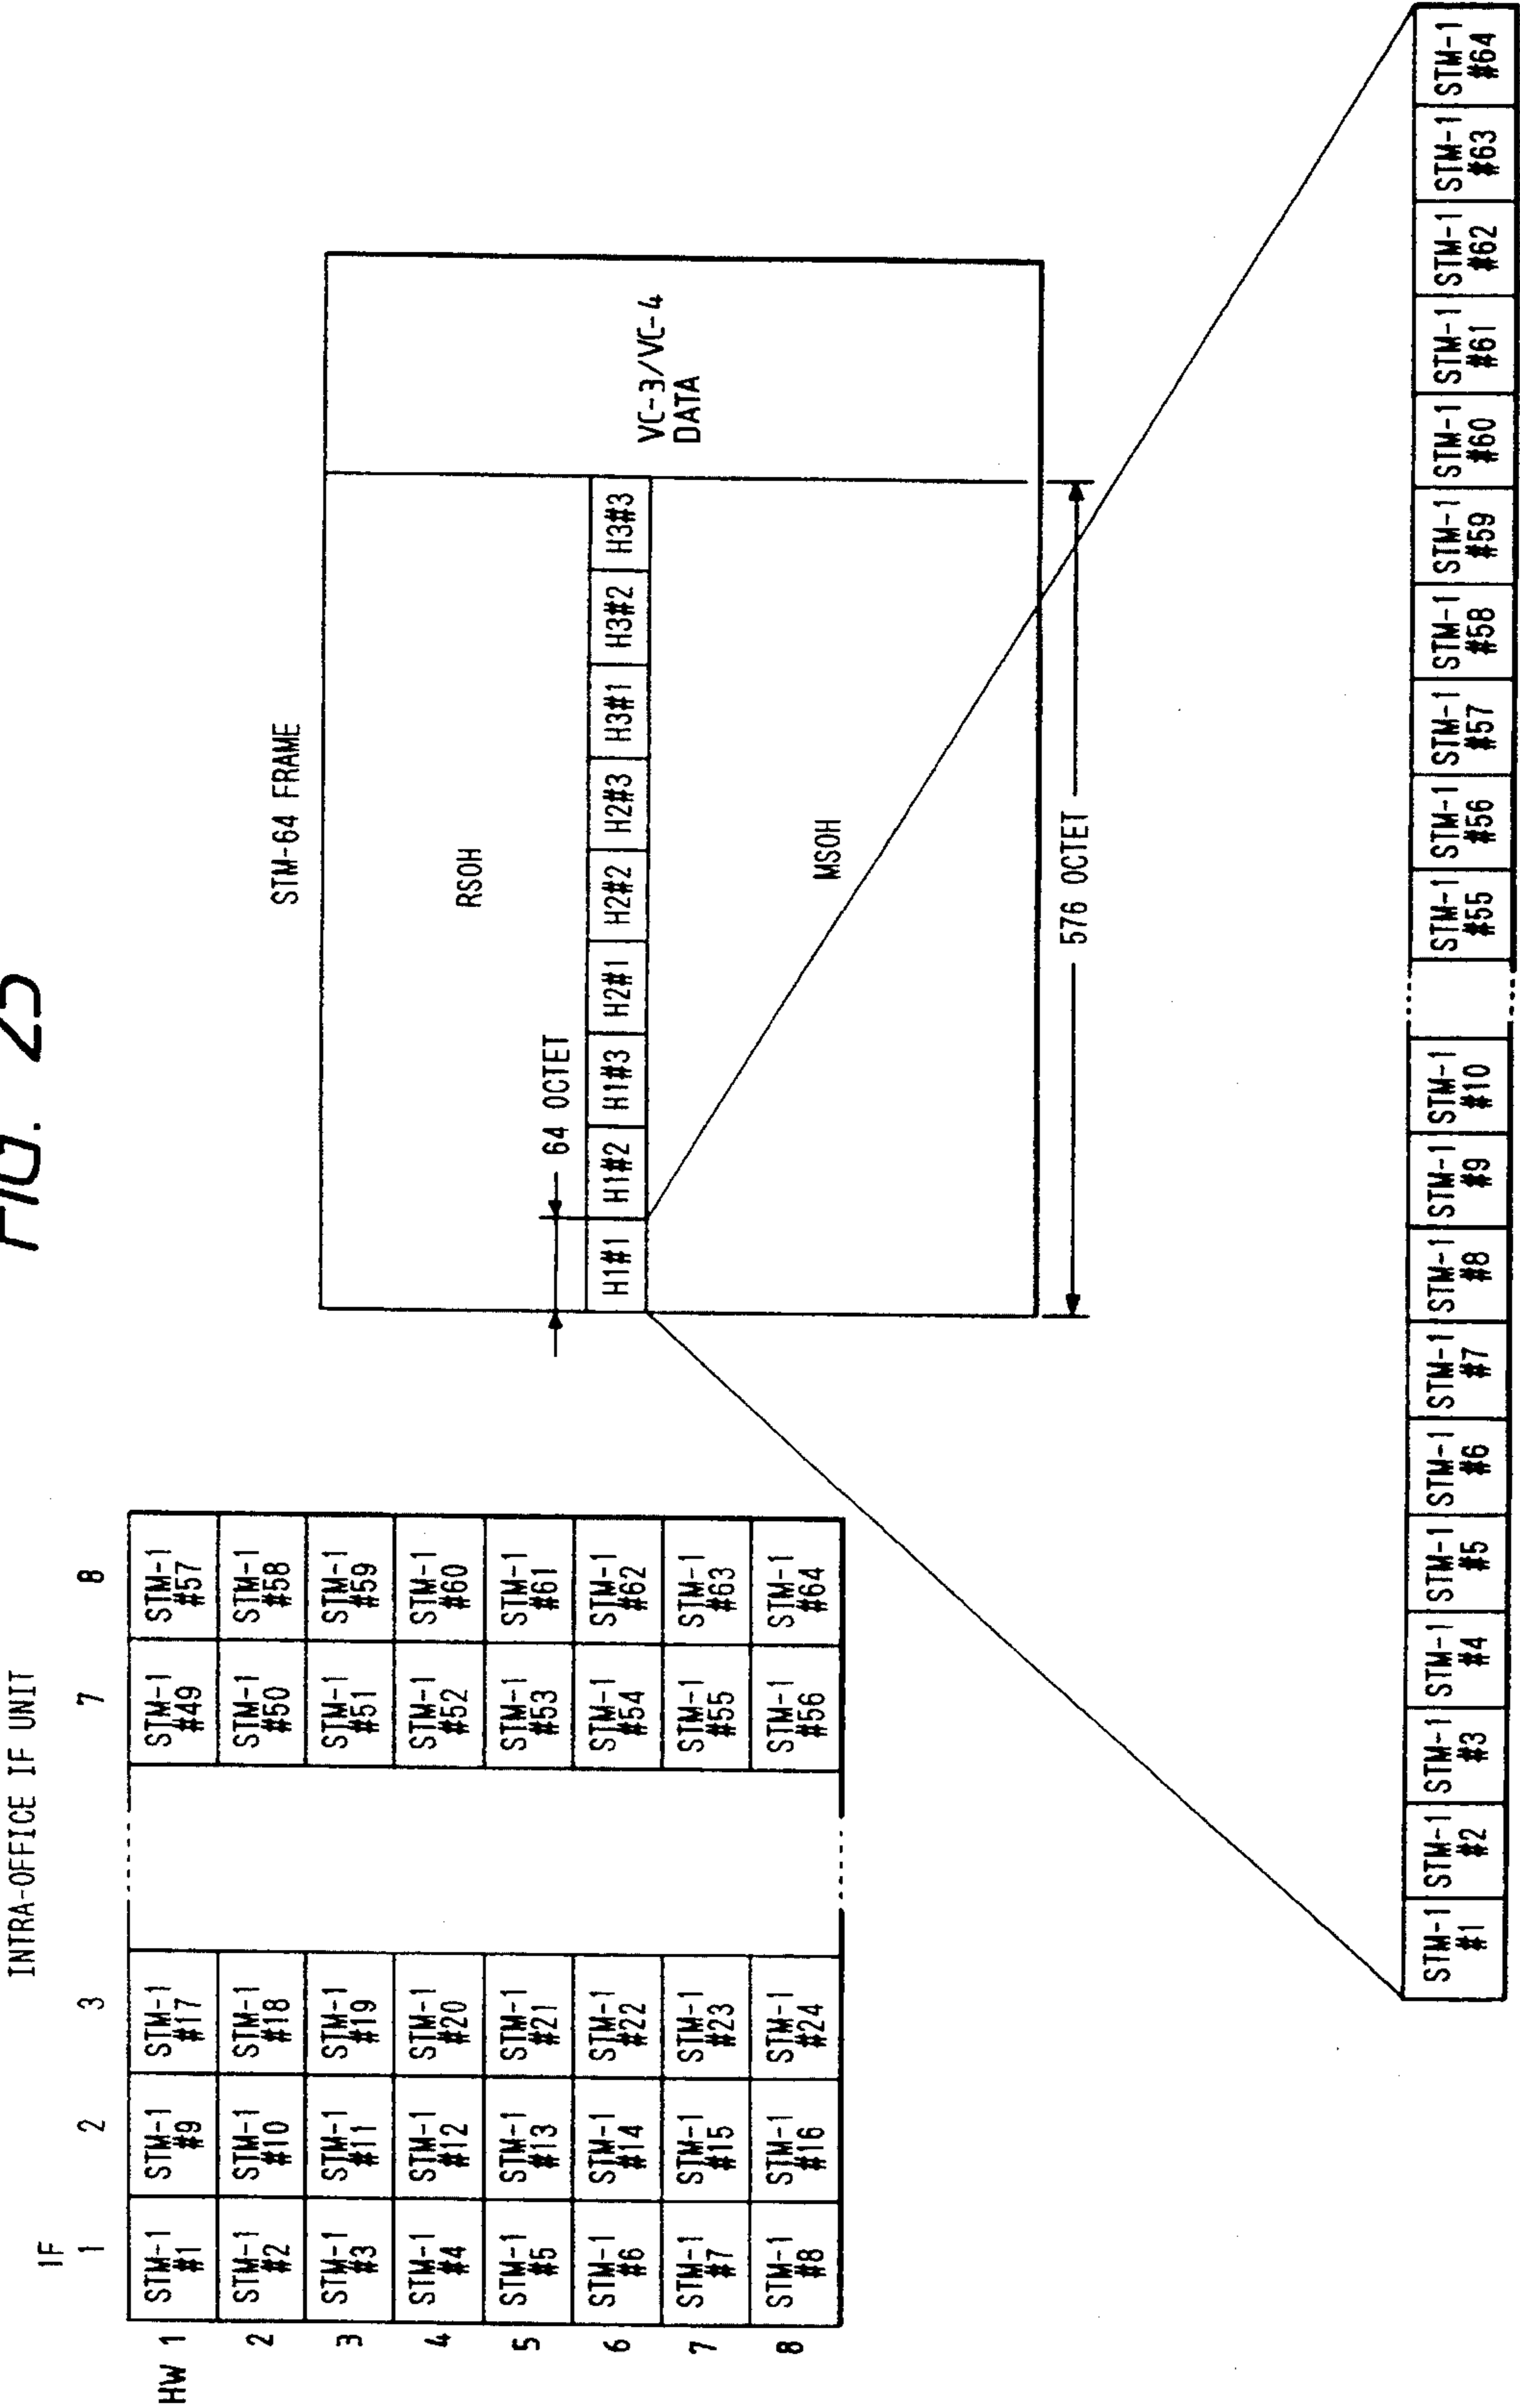 FIG. 25
INTRA-OFFICE IF UNIT
IF
1 2 3 7 8
HW 1 STM-1 #1 STM-1 #9 STM-1 #17 STM-1 #49 STM-1 #57
2 STM-1 #2 STM-1 #10 STM-1 #18 STM-1 #50 STM-1 #58
3 STM-1 #3 STM-1 #11 STM-1 #19 STM-1 #51 STM-1 #59
4 STM-1 #4 STM-1 #12 STM-1 #20 STM-1 #52 STM-1 #60
5 STM-1 #5 STM-1 #13 STM-1 #21 STM-1 #53 STM-1 #61
6 STM-1 #6 STM-1 #14 STM-1 #22 STM-1 #54 STM-1 #62
7 STM-1 #7 STM-1 #15 STM-1 #23 STM-1 #55 STM-1 #63
8 STM-1 #8 STM-1 #16 STM-1 #24 STM-1 #56 STM-1 #64
STM-64 FRAME
RSOH
64 OCTET
H1#1 H1#2 H1#3 H2#1 H2#2 H2#3 H3#1 H3#2 H3#3
VC-3/VC-4
DATA
MSOH
576 OCTET
STM-1 STM-1 STM-1 STM-1 STM-1 STM-1 STM-1 STM-1 STM-1 STM-1 STM-1 STM-1 STM-1 STM-1 STM-1 STM-1 STM-1 STM-1 STM-1 STM-1
#1 #2 #3 #4 #5 #6 #7 #8 #9 #10 #55 #56 #57 #58 #59 #60 #61 #62 #63 #64